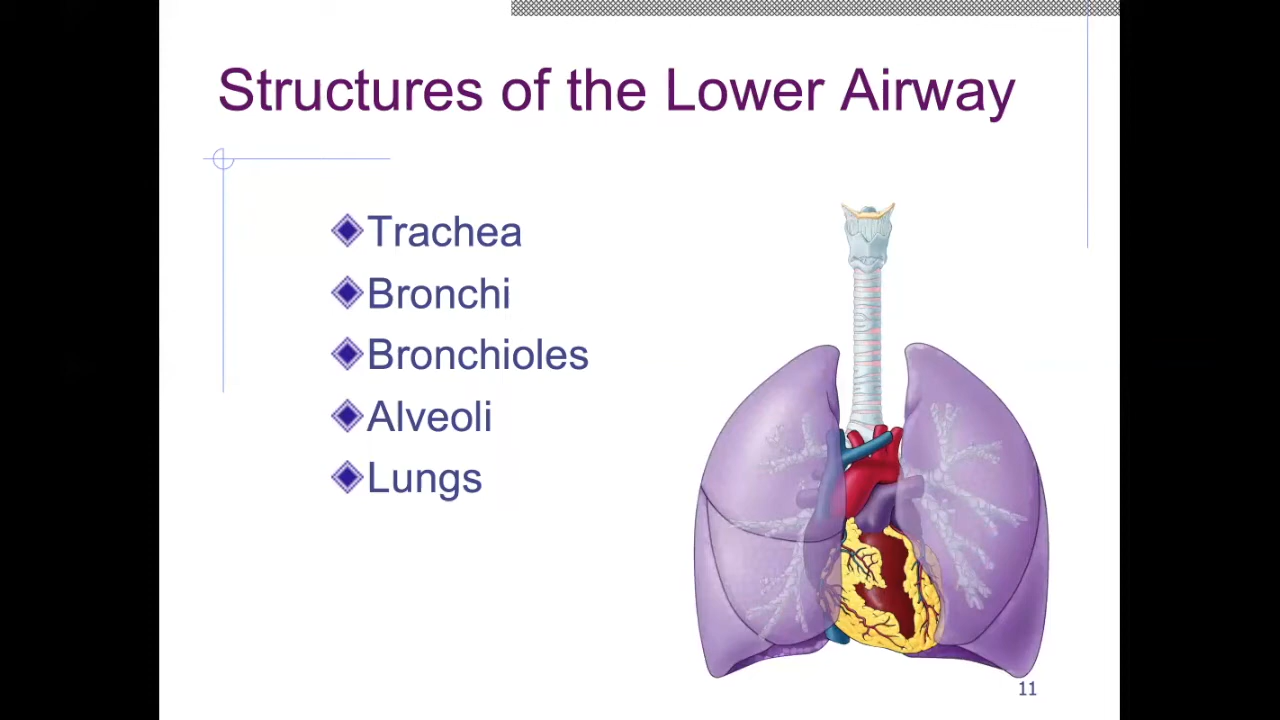 Structures of the Lower Airway
Trachea
Bronchi
Bronchioles
Alveoli
Lungs
11